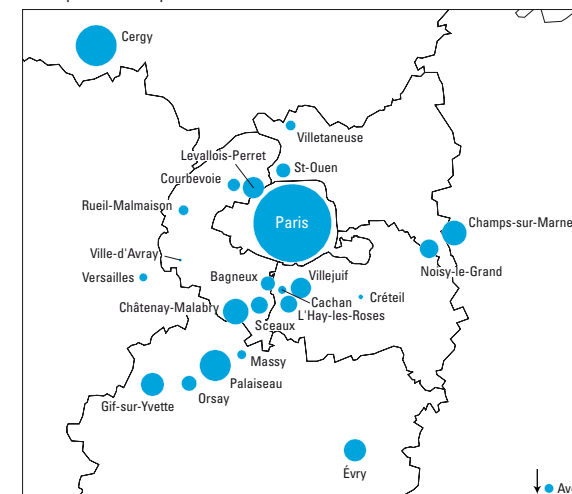 Cergy
Villetaneuse
Levallois-Perret
St-Ouen
Courbevoie
Rueil-Malmaison
Paris
Champs-sur-Marne
Noisy-le-Grand
Ville-d'Avray
Versailles
Bagneux
Villejuif
Créteil
Cachan
Châtenay-Malabry
L'Hay-les-Roses
Sceaux
Massy
Palaiseau
Orsay
Gif-sur-Yvette
Évry